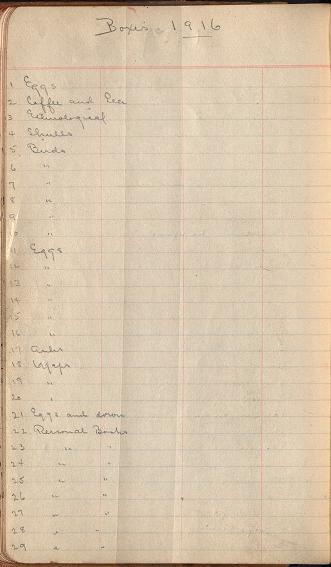 Boxes 1916
1 Eggs
2 Coffee and Tea
3 Ethnological
4 Skulls
5 Birds
6 "
7 "
8 "
9 "
10 "
11 Eggs
12 "
13 "
14 "
15 "
16 "
17
18 Maps
19 "
20 "
21 Eggs and down
22 Personal Books
23 " "
24 " "
25 " "
26 " "
27 " "
28 " "
29 " "